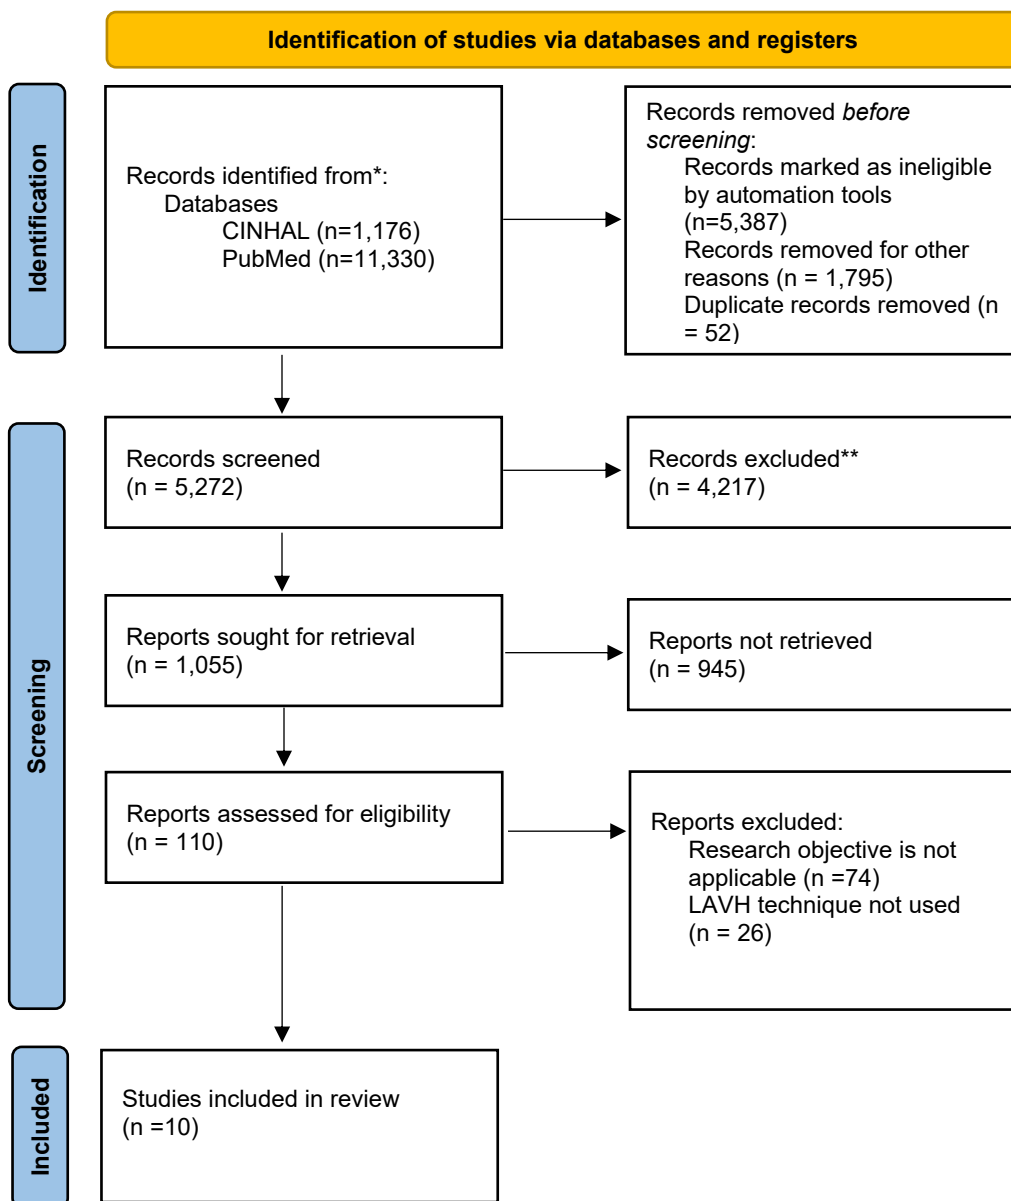 Identification of studies via databases and registers
Identification
Records identified from*:
Databases
CINHAL (n=1,176)
PubMed (n=11,330)
Records removed before
screening:
Records marked as ineligible
by automation tools
(n=5,387)
Records removed for other
reasons (n = 1,795)
Duplicate records removed (n
= 52)
Screening
Records screened
(n = 5,272)
Records excluded**
(n = 4,217)
Reports sought for retrieval
(n = 1,055)
Reports not retrieved
(n = 945)
Reports assessed for eligibility
(n = 110)
Reports excluded:
Research objective is not
applicable (n =74)
LAVH technique not used
(n = 26)
Included
Studies included in review
(n =10)